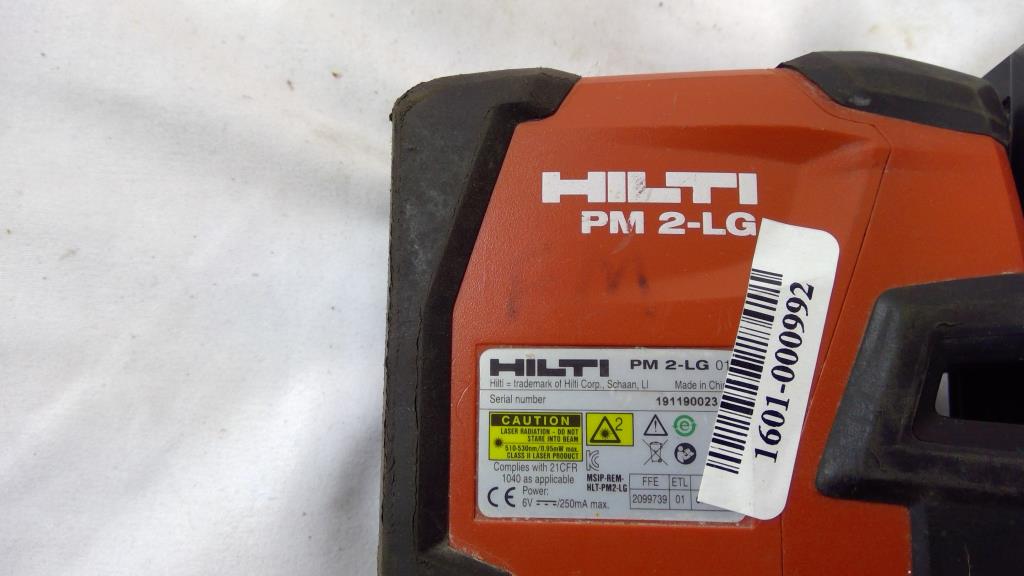 HILTI
PM 2-LG
HILTI PM 2-LG 01
Hilti = trademark of Hilti Corp., Schaan, LI Made in Chin
Serial number 191190023
CAUTION
LASER RADIATION - DO NOT
STARE INTO BEAM
510-530nm/0.95mW max.
CLASS II LASER PRODUCT
2
Complies with 21CFR
1040 as applicable
MSIP-REM-
HLT-PM2-LG
CE Power:
6V /250mA max.
FFE ETL
2099739 01
1601-000992